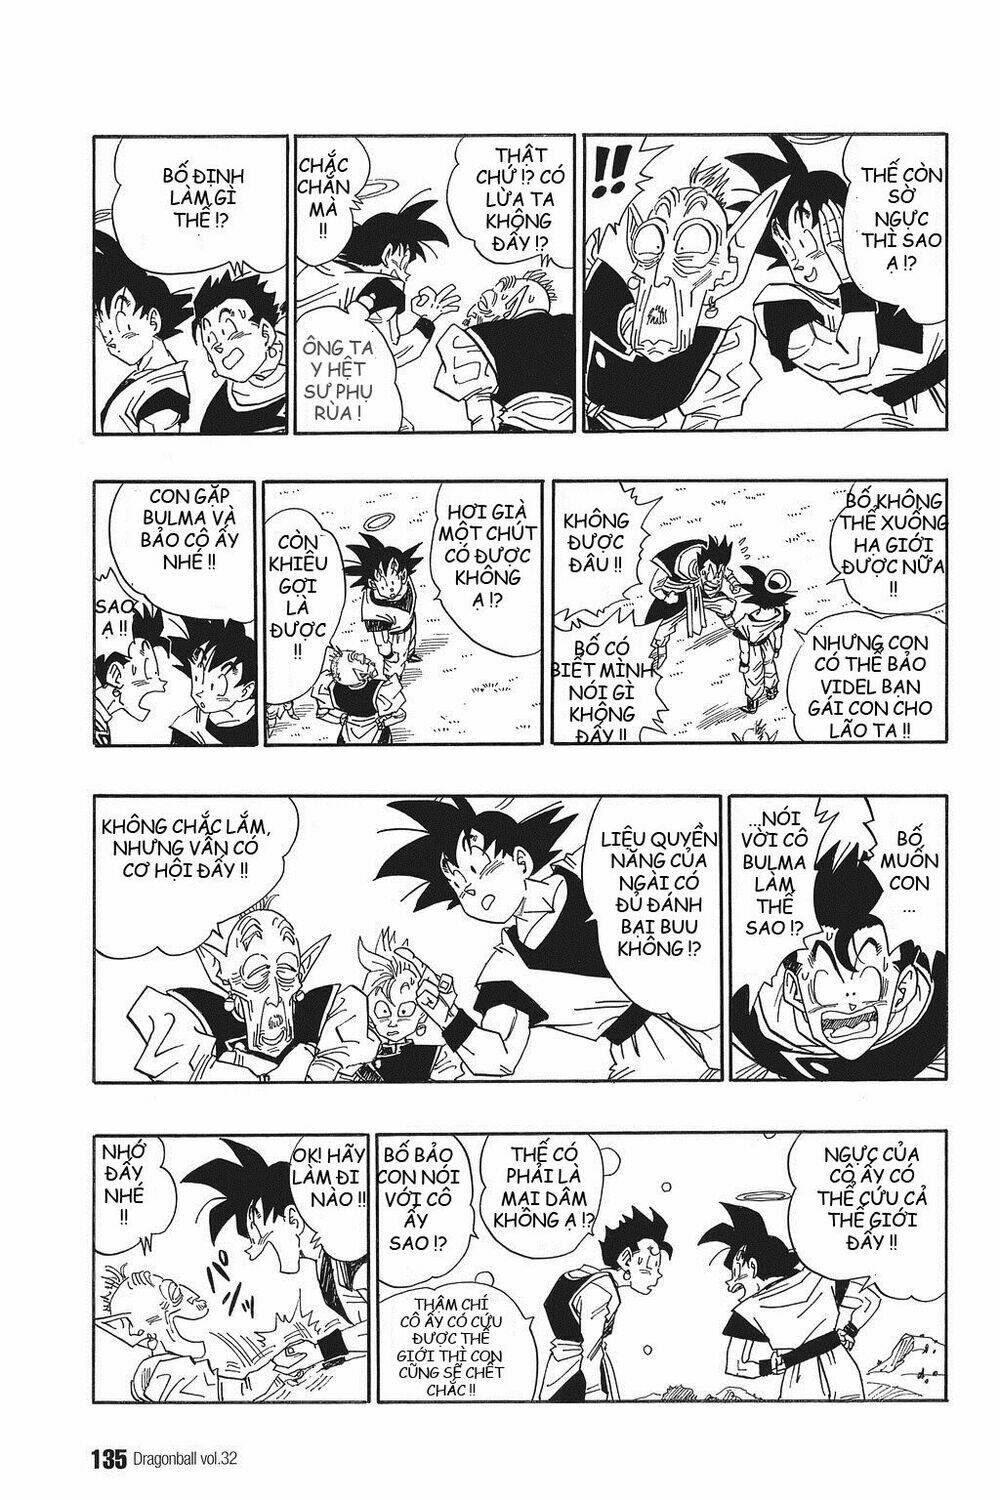 THẾ CÒN
SỜ
NGỰC
THÌ SAO
Ạ !?
THẬT
CHỨ !? CÓ
LỪA TA
KHÔNG
ĐẤY !?
CHẮC
CHẮN
MÀ
!!
ÔNG TA
Y HỆT
SƯ PHỤ
RÙA !
BỐ ĐỊNH
LÀM GÌ
THẾ !?
BỐ KHÔNG
THỂ XUỐNG
HẠ GIỚI
ĐƯỢC NỮA
!!
KHÔNG
ĐƯỢC
ĐÂU !!
NHƯNG CON
CÓ THỂ BẢO
VIDEL BẠN
GÁI CON CHO
LÃO TA !!
BỐ CÓ
BIẾT MÌNH
NÓI GÌ
KHÔNG
ĐẤY !!
HƠI GIÀ
MỘT CHÚT
CÓ ĐƯỢC
KHÔNG
Ạ !?
CÒN
KHIÊU
GỢI LÀ
ĐƯỢC
!!
CON GẶP
BULMA VÀ
BẢO CÔ ẤY
NHÉ !!
SAO
Ạ !!
BỐ
MUỐN
CON
...
...NÓI
VỜI CÔ
BULMA
LÀM
THẾ
SAO !?
LIỆU QUYỀN
NĂNG CỦA
NGÀI CÓ
ĐỦ ĐÁNH
BẠI BUU
KHÔNG !?
KHÔNG CHẮC LẮM,
NHƯNG VẪN CÓ
CƠ HỘI ĐẤY !!
NGỰC CỦA
CÔ ẤY CÓ
THỂ CỨU CẢ
THẾ GIỚI
ĐẤY !!
THẾ CÓ
PHẢI LÀ
MẠI DÂM
KHÔNG Ạ !?
BỐ BẢO
CON NÓI
VỚI CÔ
ẤY
SAO !?
THẬM CHÍ
CÔ ẤY CÓ CỨU
ĐƯỢC THẾ
GIỚI THÌ CON
CŨNG SẼ CHẾT
CHẮC !!
OK! HÃY
LÀM ĐI
NÀO !!
NHỚ
ĐẤY
NHÉ
!!
パパ
135 Dragonball vol.32